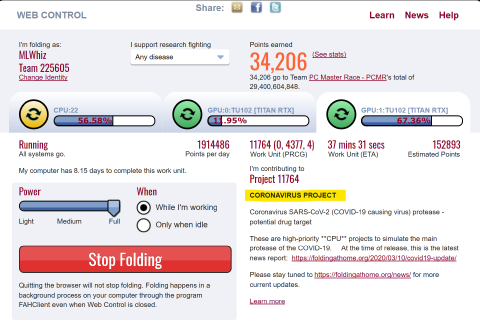 WEB CONTROL
Share:
Learn News Help
I'm folding as:
MLWhiz
Team 225605
Change Identity
I support research fighting
Any disease
Points earned
34,206 (See stats)
34,206 go to Team PC Master Race - PCMR's total of
29,400,604,848.
CPU:22
56.58%
GPU:0:TU102 [TITAN RTX]
11.95%
GPU:1:TU102 [TITAN RTX]
67.36%
Running
All systems go.
1914486
Points per day
11764 (0, 4377, 4)
Work Unit (PRCG)
37 mins 31 secs
Work Unit (ETA)
152893
Estimated Points
My computer has 8.15 days to complete this work unit.
Power
Light Medium Full
When
While I'm working
Only when idle
Stop Folding
Quitting the browser will not stop folding. Folding happens in a
background process on your computer through the program
FAHClient even when Web Control is closed.
I'm contributing to
Project 11764
CORONAVIRUS PROJECT
Coronavirus SARS-CoV-2 (COVID-19 causing virus) protease -
potential drug target
These are high-priority **CPU** projects to simulate the main
protease of the COVID-19. At the time of release, this is the latest
news report: https://foldingathome.org/2020/03/10/covid19-update/
Please stay tuned to https://foldingathome.org/news/ for more
current updates.
Learn more